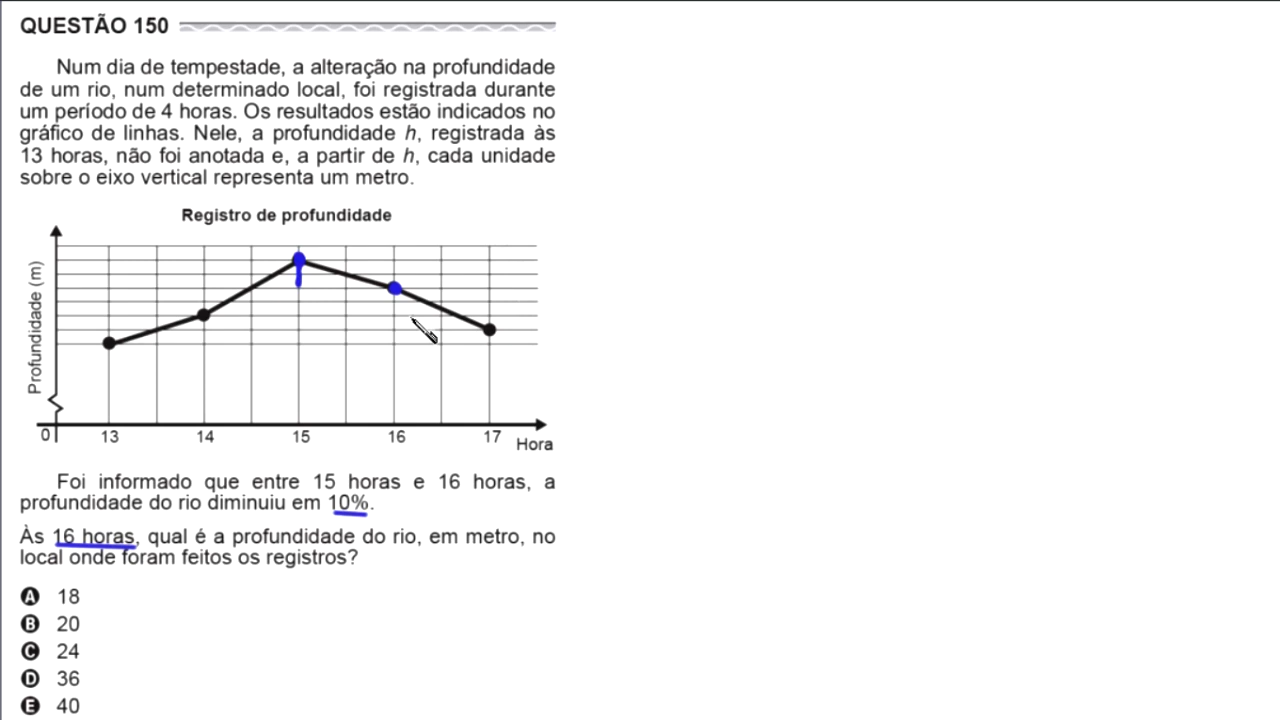 QUESTÃO 150
Num dia de tempestade, a alteração na profundidade
de um rio, num determinado local, foi registrada durante
um período de 4 horas. Os resultados estão indicados no
gráfico de linhas. Nele, a profundidade h, registrada às
13 horas, não foi anotada e, a partir de h, cada unidade
sobre o eixo vertical representa um metro.
Registro de profundidade
Profundidade (m)
0 13 14 15 16 17
Hora
Foi informado que entre 15 horas e 16 horas, a
profundidade do rio diminuiu em 10%.
Às 16 horas, qual é a profundidade do rio, em metro, no
local onde foram feitos os registros?
A 18
B 20
C 24
D 36
E 40